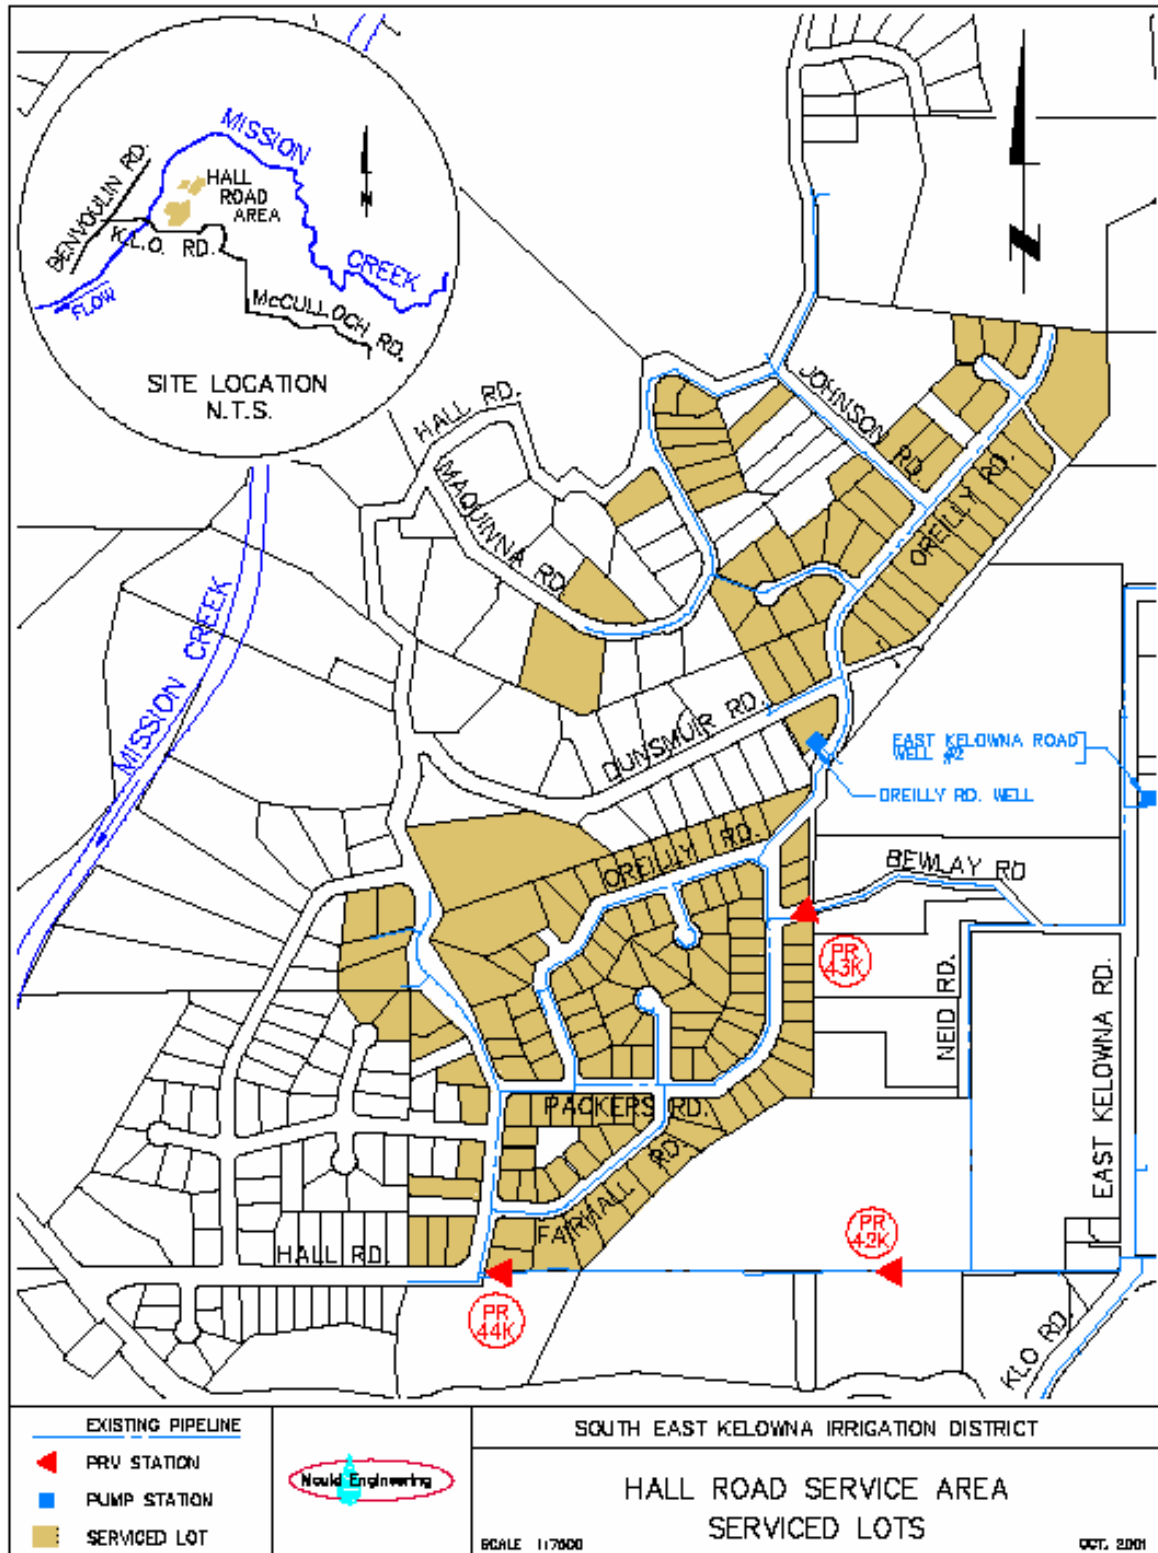 MISSION
CREEK
BENVOULIN RD.
HALL
ROAD
AREA
N
K.L.O. RD.
FLOW
McCULLOCH RD.
SITE LOCATION
N.T.S.
N
HALL RD.
MAQUINNA RD.
JOHNSON RD.
OREILLY RD.
MISSION CREEK
DUNSMUIR RD.
EAST KELOWNA ROAD
WELL #2
OREILLY RD. WELL
OREILLY RD.
BEWLAY RD
PR
43K
NEID RD.
EAST KELOWNA RD.
PACKERS RD.
FAIRHALL RD.
HALL RD.
PR
42K
PR
44K
KLO RD.
EXISTING PIPELINE
PRV STATION
PUMP STATION
SERVICED LOT
Mould Engineering
SOUTH EAST KELOWNA IRRIGATION DISTRICT
HALL ROAD SERVICE AREA
SERVICED LOTS
SCALE 1:7500
OCT. 2001